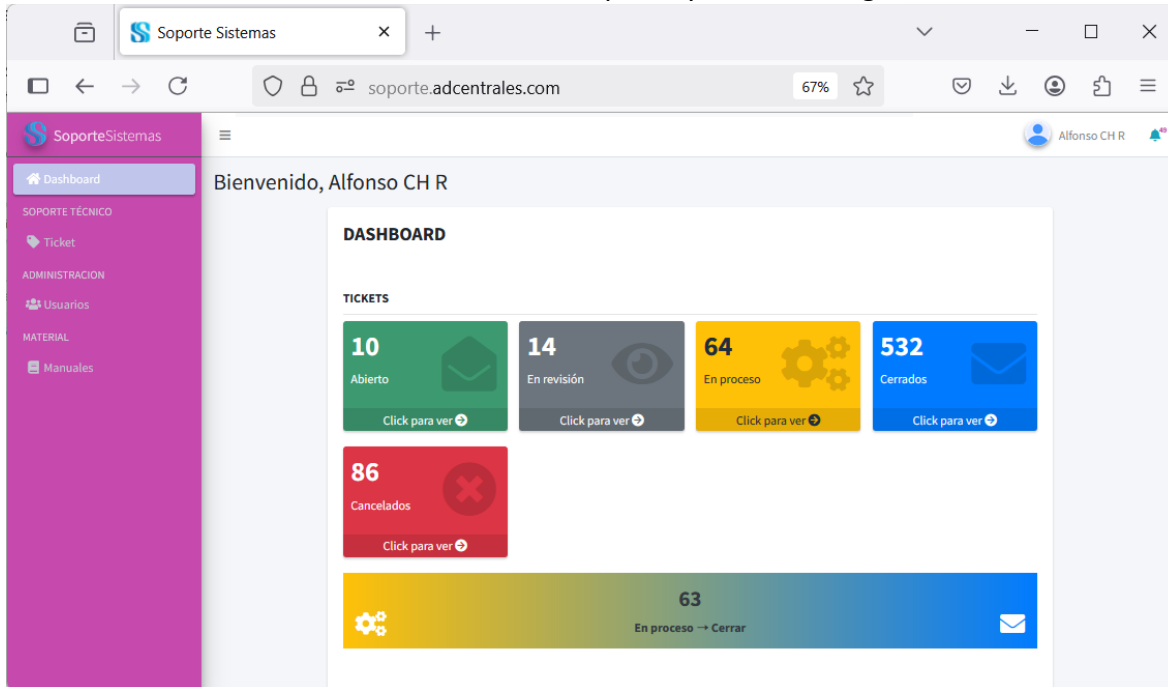 Soporte Sistemas
soporte.adcentrales.com 67%
SoporteSistemas
Alfonso CH R 49
Dashboard
SOPORTE TÉCNICO
Ticket
ADMINISTRACION
Usuarios
MATERIAL
Manuales
Bienvenido, Alfonso CH R
DASHBOARD
TICKETS
10
Abierto
Click para ver
14
En revisión
Click para ver
64
En proceso
Click para ver
532
Cerrados
Click para ver
86
Cancelados
Click para ver
63
En proceso → Cerrar